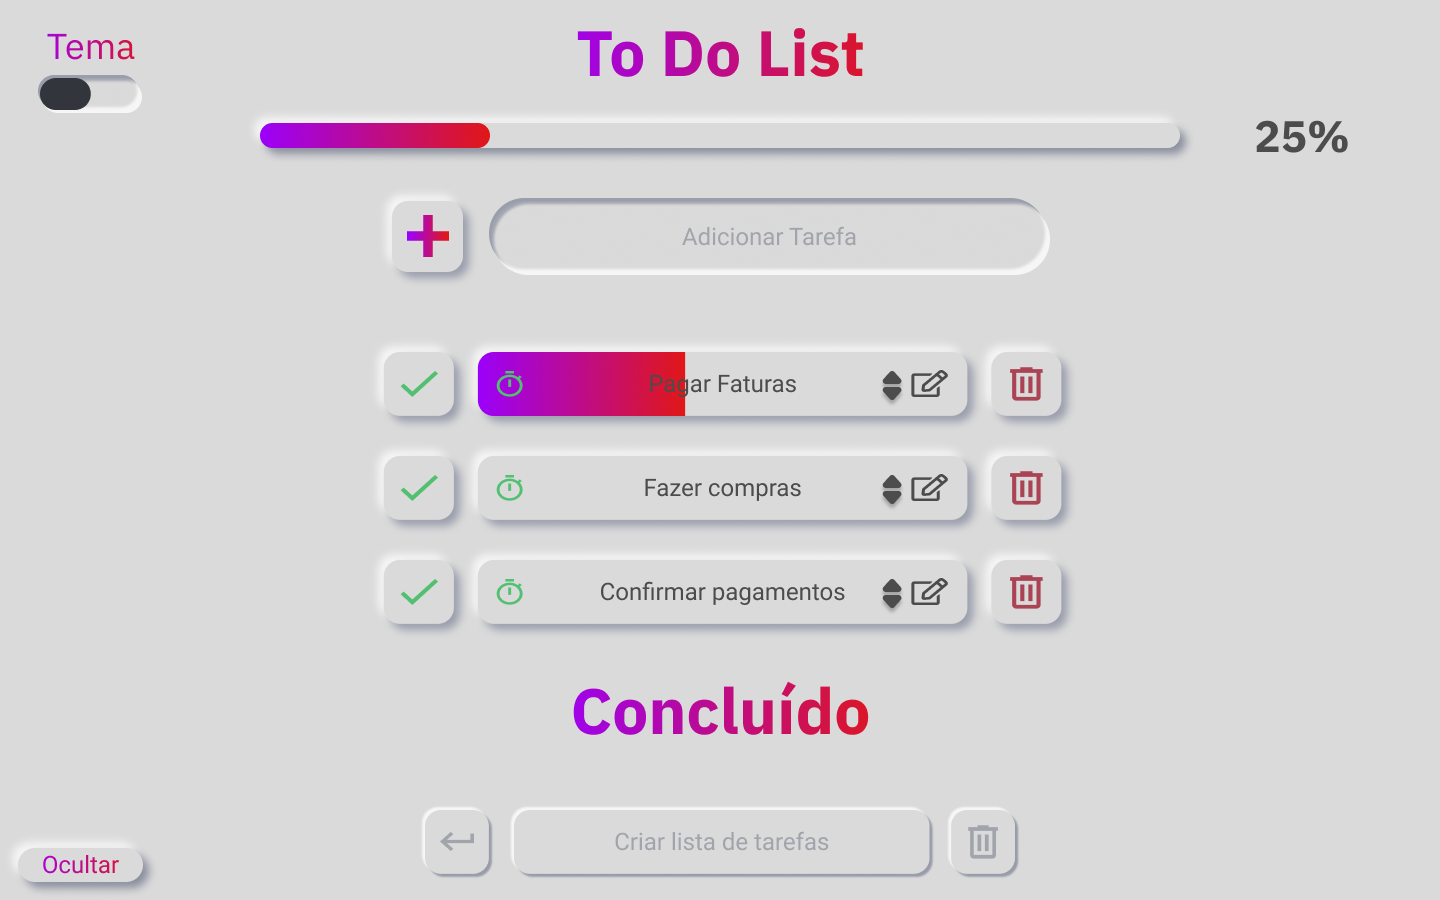 Tema
To Do List
25%
Adicionar Tarefa
Pagar Faturas
Fazer compras
Confirmar pagamentos
Concluído
Criar lista de tarefas
Ocultar